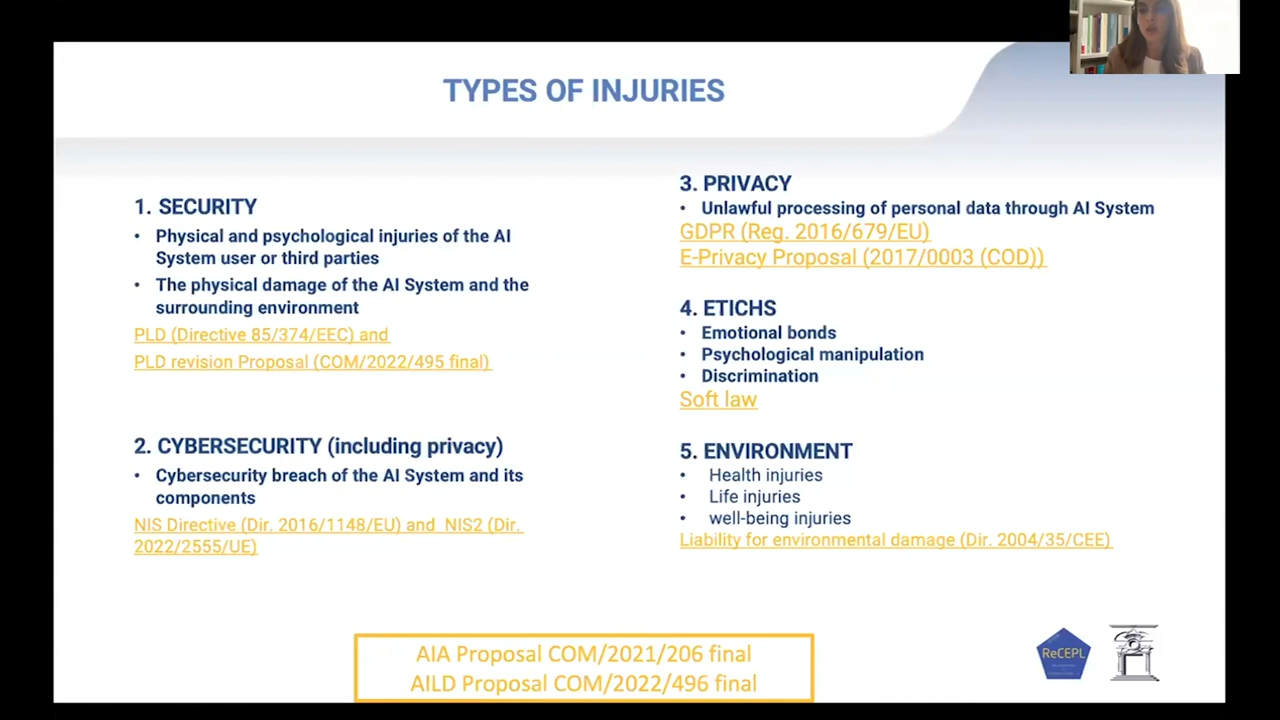 TYPES OF INJURIES
1. SECURITY
• Physical and psychological injuries of the AI
System user or third parties
• The physical damage of the AI System and the
surrounding environment
PLD (Directive 85/374/EEC) and
PLD revision Proposal (COM/2022/495 final)
2. CYBERSECURITY (including privacy)
• Cybersecurity breach of the AI System and its
components
NIS Directive (Dir. 2016/1148/EU) and NIS2 (Dir.
2022/2555/UE)
3. PRIVACY
• Unlawful processing of personal data through AI System
GDPR (Reg. 2016/679/EU)
E-Privacy Proposal (2017/0003 (COD))
4. ETICHS
• Emotional bonds
• Psychological manipulation
• Discrimination
Soft law
5. ENVIRONMENT
• Health injuries
• Life injuries
• well-being injuries
Liability for environmental damage (Dir. 2004/35/CEE)
AIA Proposal COM/2021/206 final
AILD Proposal COM/2022/496 final
ReCEPL